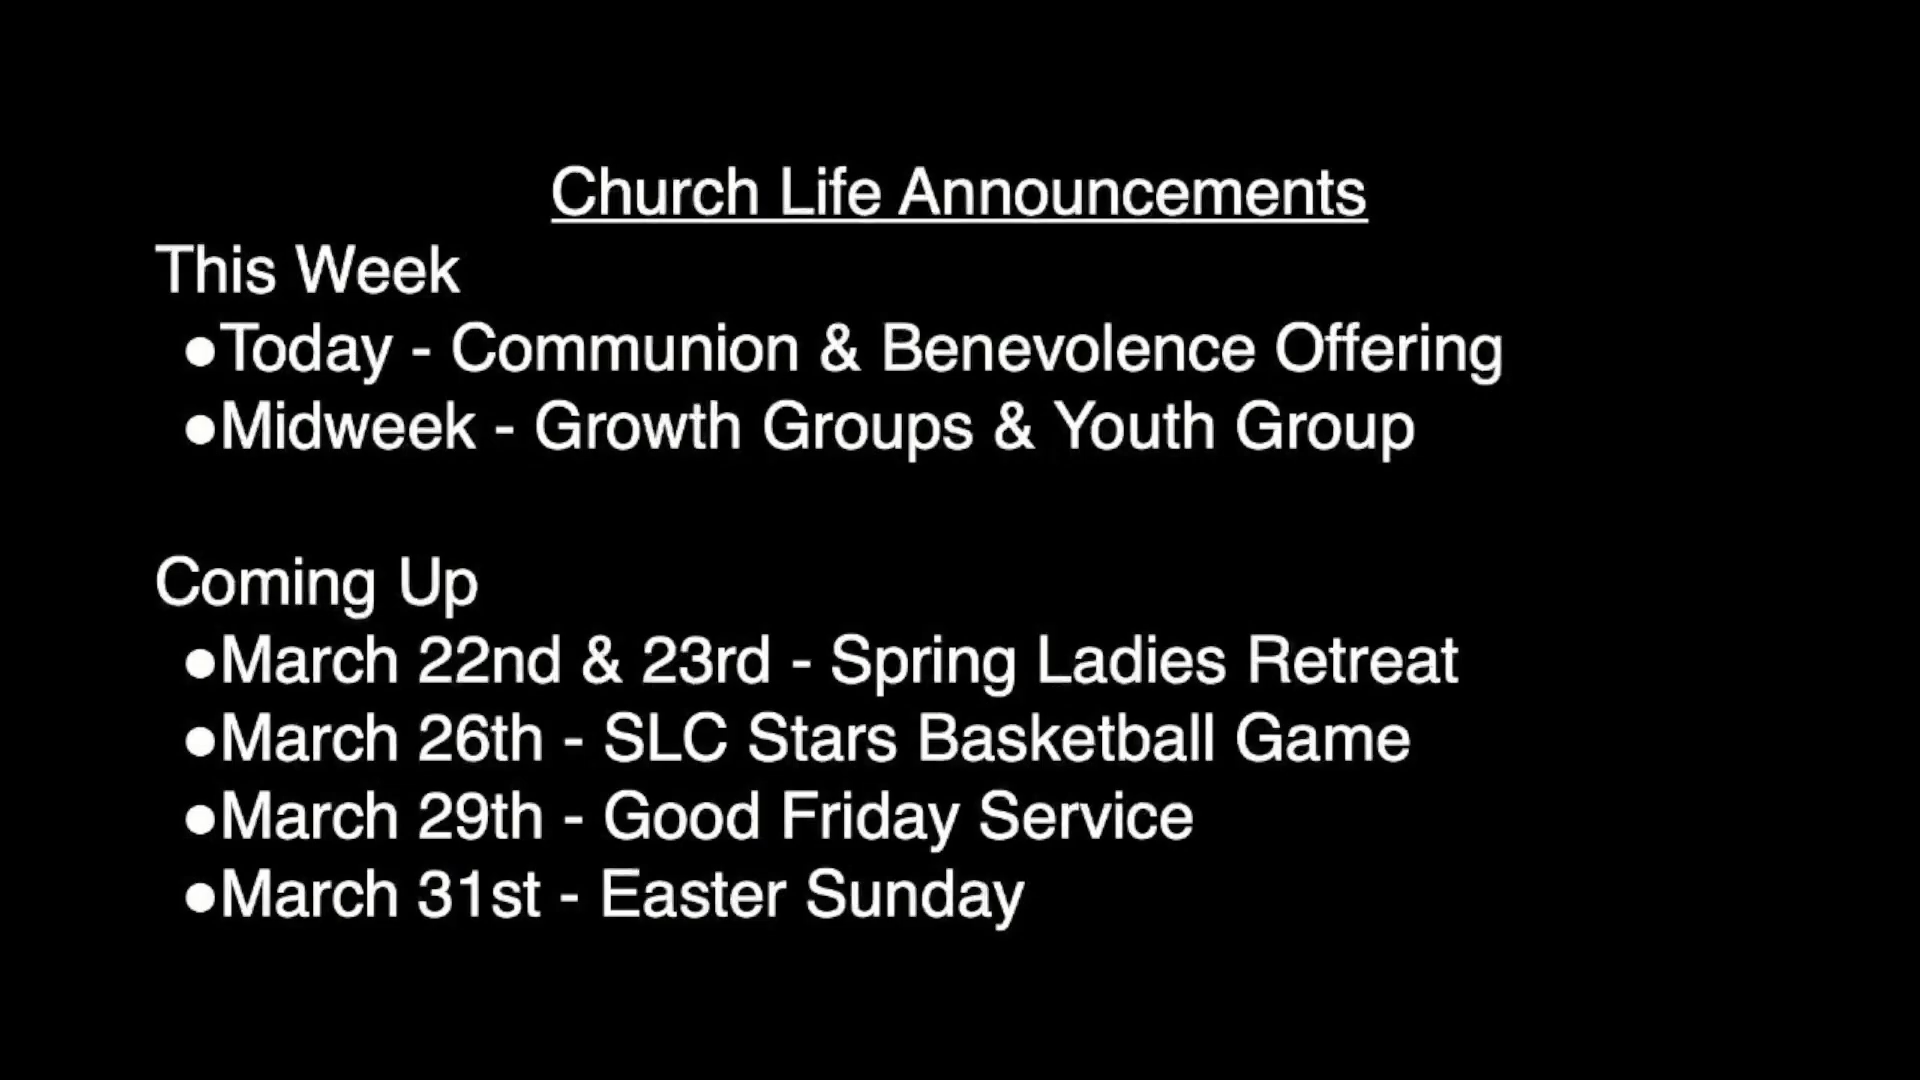 Church Life Announcements
This Week
●Today - Communion & Benevolence Offering
●Midweek - Growth Groups & Youth Group
Coming Up
●March 22nd & 23rd - Spring Ladies Retreat
●March 26th - SLC Stars Basketball Game
●March 29th - Good Friday Service
●March 31st - Easter Sunday